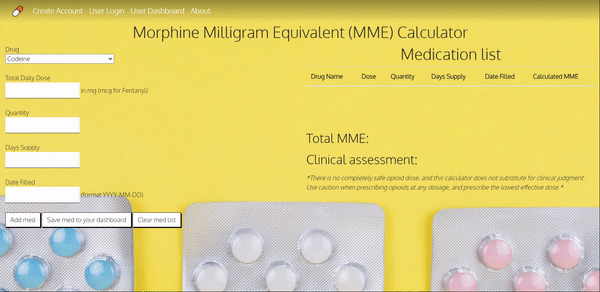 Create Account User Login User Dashboard About
Morphine Milligram Equivalent (MME) Calculator
Drug
Codeine
Total Daily Dose
in mg (mcg for Fentanyl)
Quantity
Days Supply
Date Filled
(format YYYY-MM-DD)
Add med Save med to your dashboard Clear med list
Medication list
Drug Name Dose Quantity Days Supply Date Filled Calculated MME
Total MME:
Clinical assessment:
*There is no completely safe opioid dose, and this calculator does not substitute for clinical judgment.
Use caution when prescribing opioids at any dosage, and prescribe the lowest effective dose.*